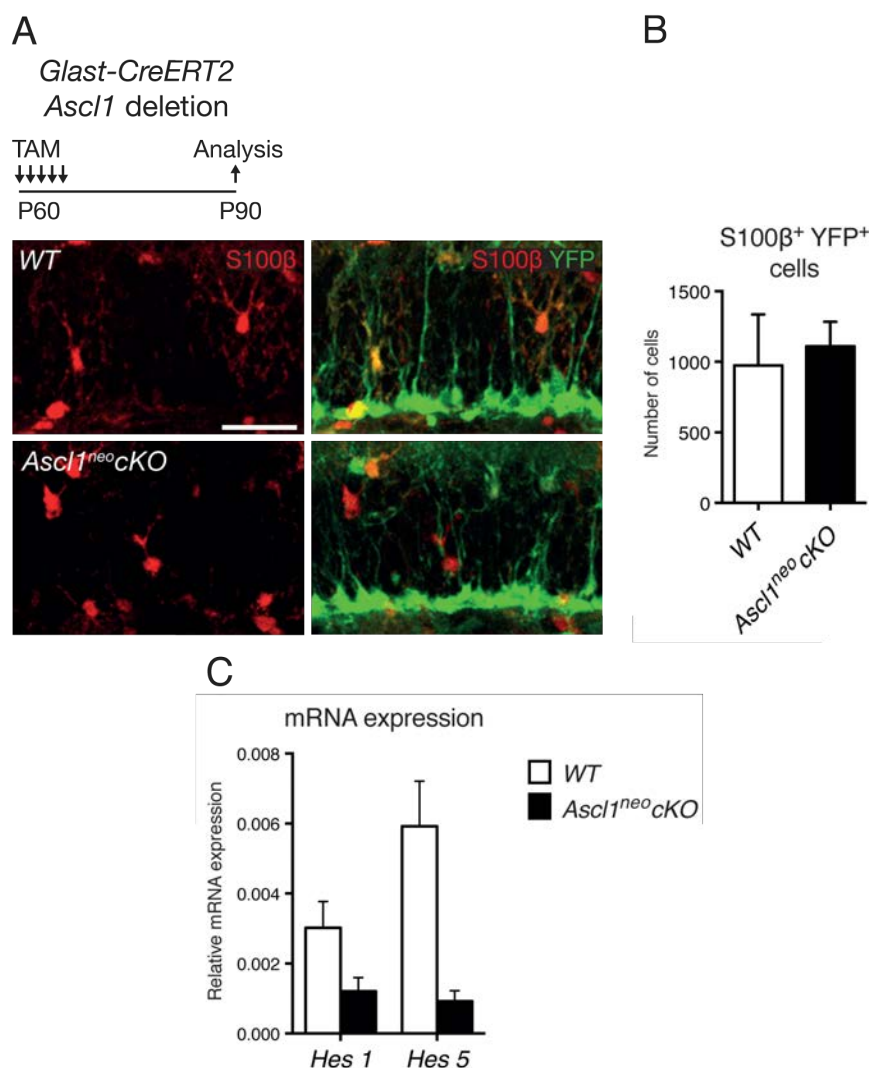 A
Glast-CreERT2
Ascl1 deletion
TAM
Analysis
P60
P90
WT
S100β
S100β YFP
Ascl1neocKO
B
S100β+ YFP+
cells
Number of cells
1500
1000
500
0
WT
Ascl1neocKO
C
mRNA expression
Relative mRNA expression
0.008
0.006
0.004
0.002
0.000
Hes 1
Hes 5
WT
Ascl1neocKO